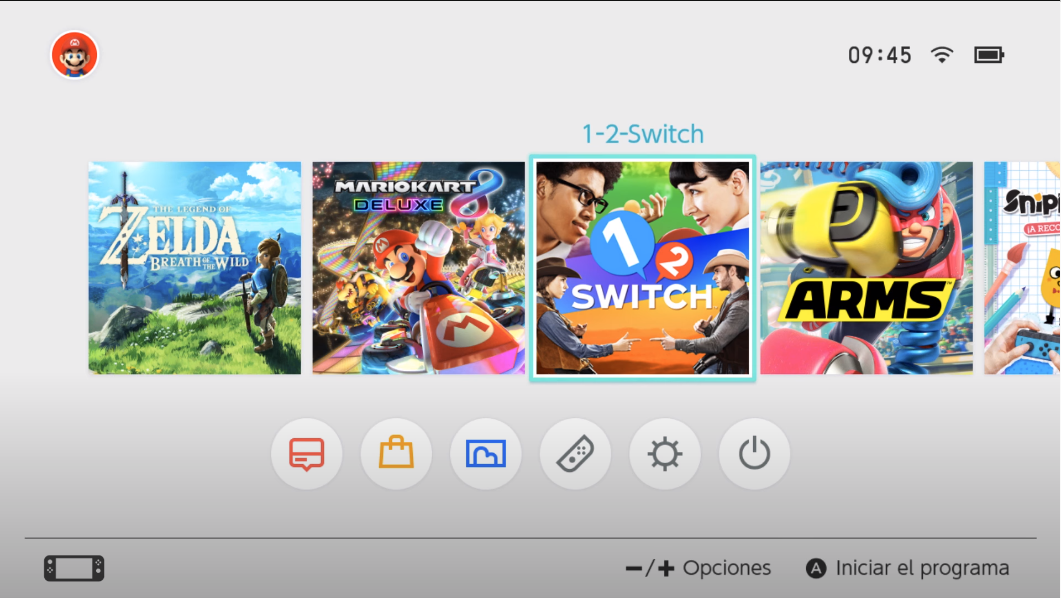 09:45
1-2-Switch
THE LEGEND OF
ZELDA
BREATH OF THE WILD
MARIOKART 8
DELUXE
1 2
SWITCH
ARMS
¡A RECO
- / + Opciones
A Iniciar el programa